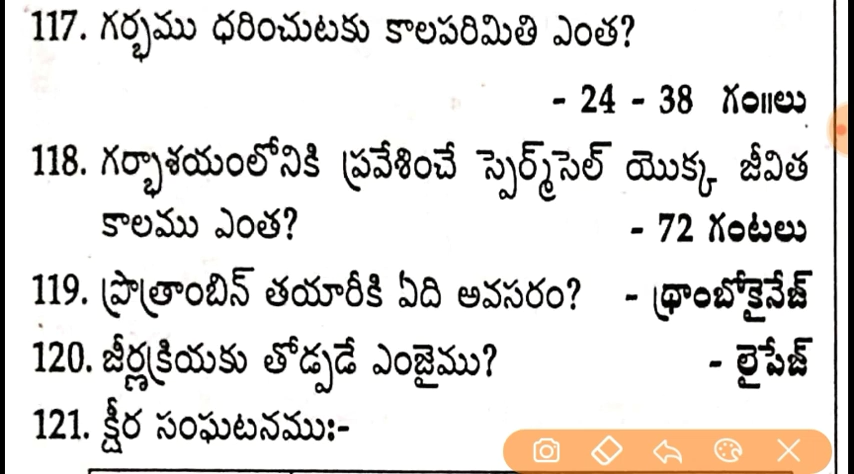 117. గర్భము ధరించుటకు కాలపరిమితి ఎంత?
- 24 - 38 గం॥లు
118. గర్భాశయంలోనికి ప్రవేశించే స్పెర్మ్‌సెల్ యొక్క జీవిత
కాలము ఎంత? - 72 గంటలు
119. ప్రొత్రాంబిన్ తయారీకి ఏది అవసరం? - థ్రాంబోకైనేజ్
120. జీర్ణక్రియకు తోడ్పడే ఎంజైము? - లైపేజ్
121. క్షీర సంఘటనము:-